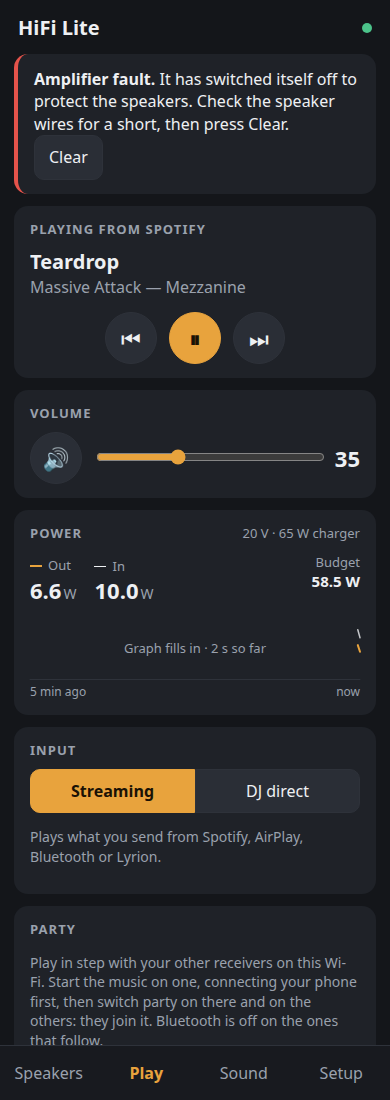 HiFi Lite
Amplifier fault. It has switched itself off to
protect the speakers. Check the speaker
wires for a short, then press Clear.
Clear
PLAYING FROM SPOTIFY
Teardrop
Massive Attack — Mezzanine
VOLUME
35
POWER
20 V · 65 W charger
Out
In
Budget
6.6 W
10.0 W
58.5 W
Graph fills in · 2 s so far
5 min ago
now
INPUT
Streaming
DJ direct
Plays what you send from Spotify, AirPlay,
Bluetooth or Lyrion.
PARTY
Play in step with your other receivers on this Wi-
Fi. Start the music on one, connecting your phone
first, then switch party on there and on the
others: they join it. Bluetooth is off on the ones
that follow.
Speakers
Play
Sound
Setup